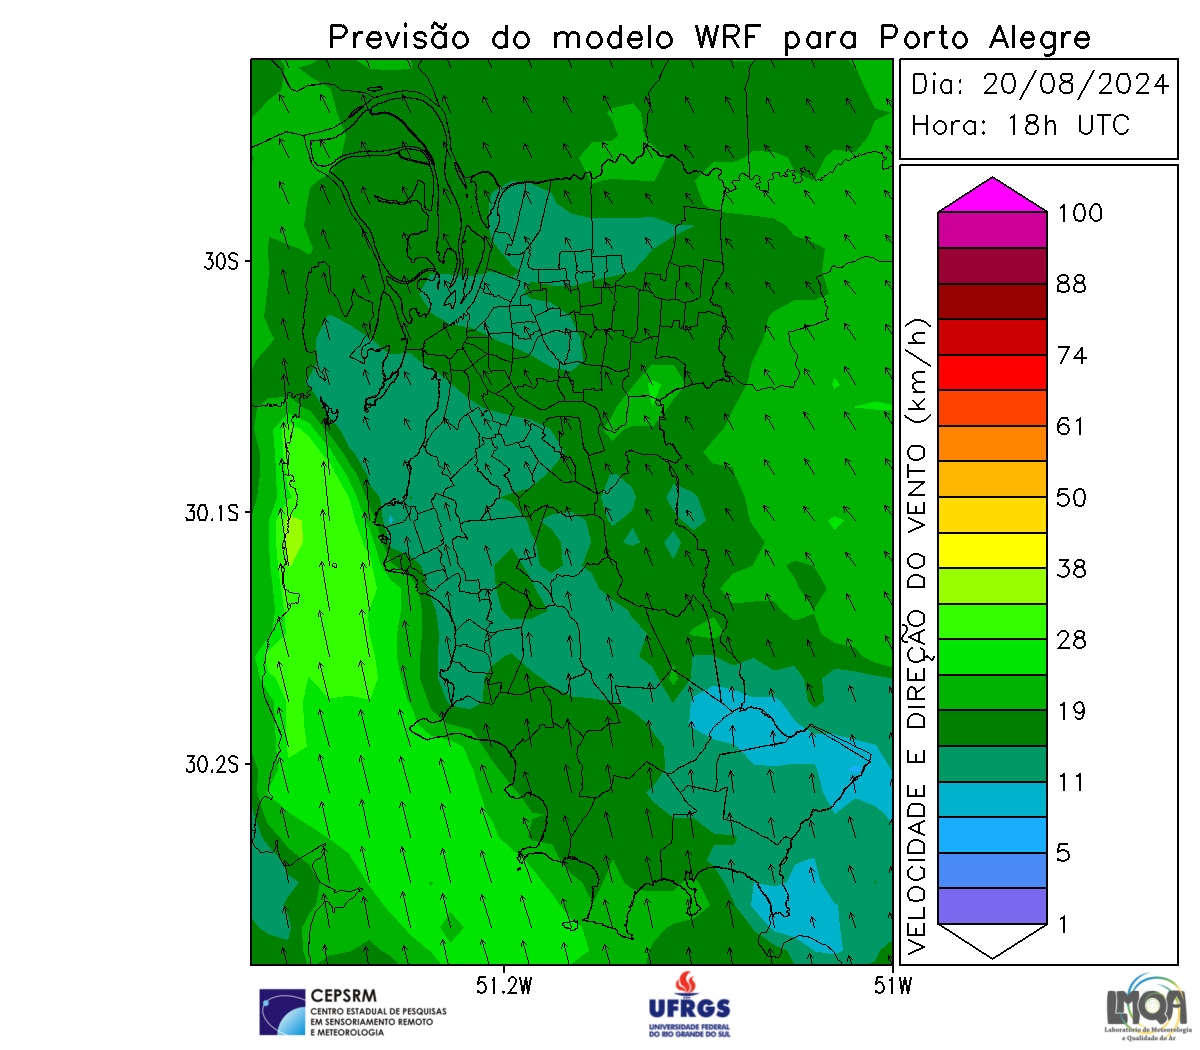 Previsão do modelo WRF para Porto Alegre
Dia: 20/08/2024
Hora: 18h UTC
30S
30.1S
30.2S
51.2W
51W
VELOCIDADE E DIREÇÃO DO VENTO (km/h)
100
88
74
61
50
38
28
19
11
5
1
CEPSRM
CENTRO ESTADUAL DE PESQUISAS
EM SENSORIAMENTO REMOTO
E METEOROLOGIA
UFRGS
UNIVERSIDADE FEDERAL
DO RIO GRANDE DO SUL
LMQA
Laboratório de Meteorologia
e Qualidade do Ar